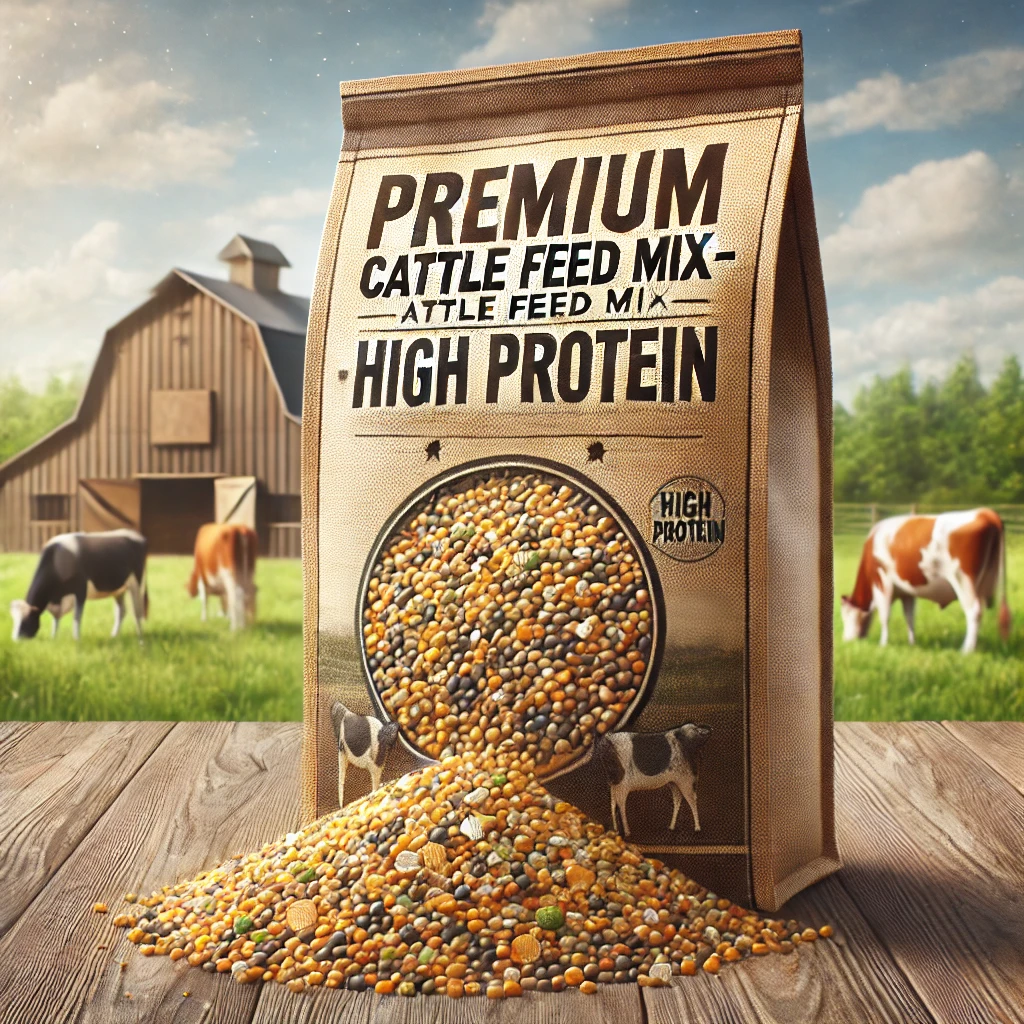 PREMIUM
CATTLE FEED MIX-
ATTLE FEED MIX
HIGH PROTEIN
HIGH
PROTEIN